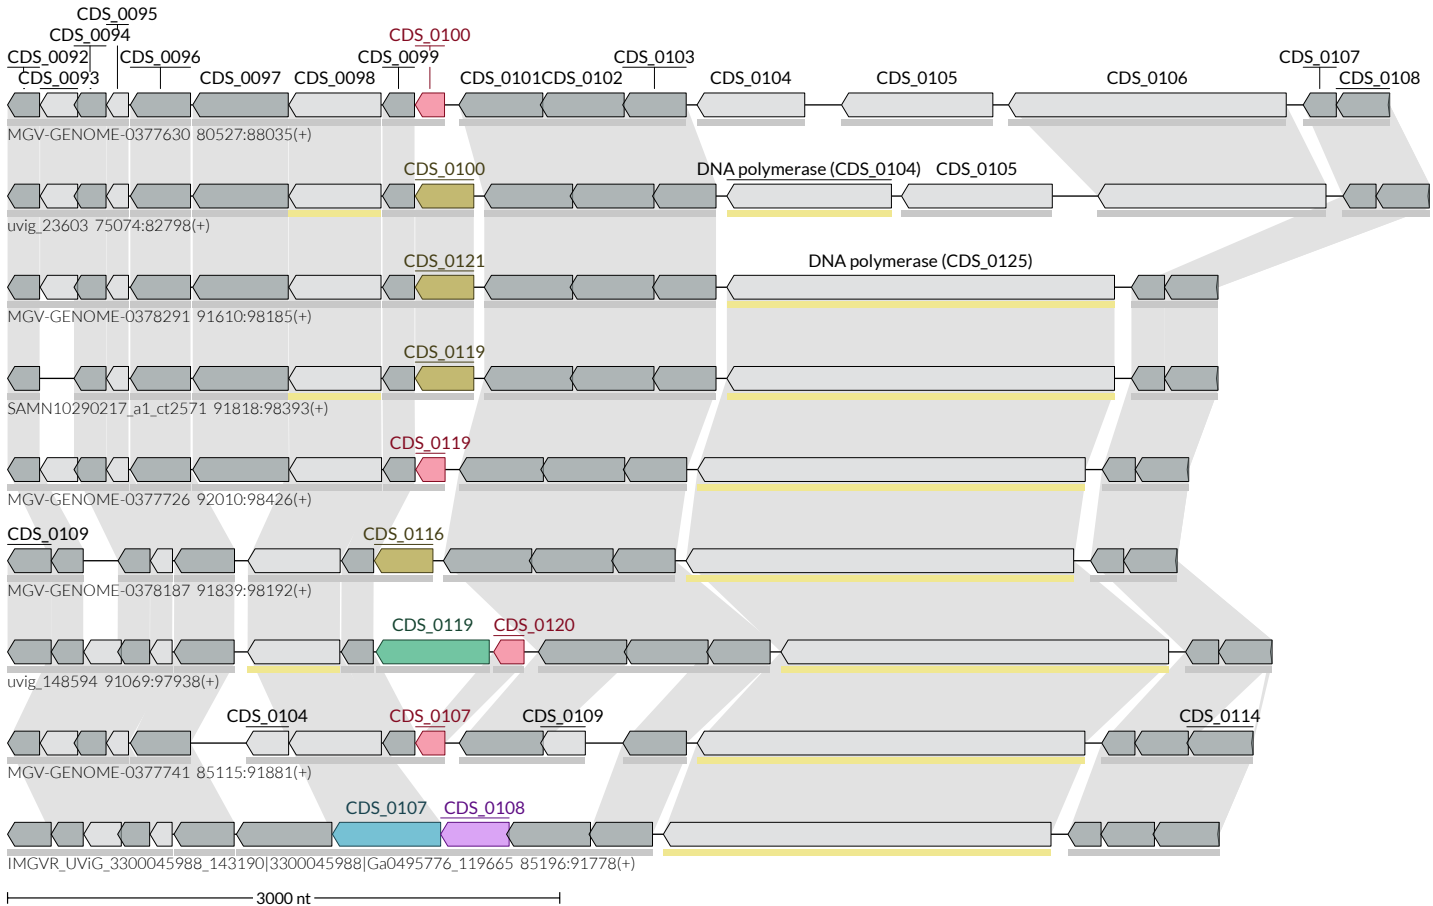 CDS_0095
CDS_0094 CDS_0100
CDS_0092 CDS_0096 CDS_0099 CDS_0103 CDS_0107
CDS_0093 CDS_0097 CDS_0098 CDS_0101 CDS_0102 CDS_0104 CDS_0105 CDS_0106 CDS_0108
MGV-GENOME-0377630 80527:88035(+)
CDS_0100 DNA polymerase (CDS_0104) CDS_0105
uvig_23603 75074:82798(+)
CDS_0121 DNA polymerase (CDS_0125)
MGV-GENOME-0378291 91610:98185(+)
CDS_0119
SAMN10290217_a1_ct2571 91818:98393(+)
CDS_0119
MGV-GENOME-0377726 92010:98426(+)
CDS_0109 CDS_0116
MGV-GENOME-0378187 91839:98192(+)
CDS_0119 CDS_0120
uvig_148594 91069:97938(+)
CDS_0104 CDS_0107 CDS_0109 CDS_0114
MGV-GENOME-0377741 85115:91881(+)
CDS_0107 CDS_0108
IMGVR_UViG_3300045988_143190|3300045988|Ga0495776_119665 85196:91778(+)
3000 nt